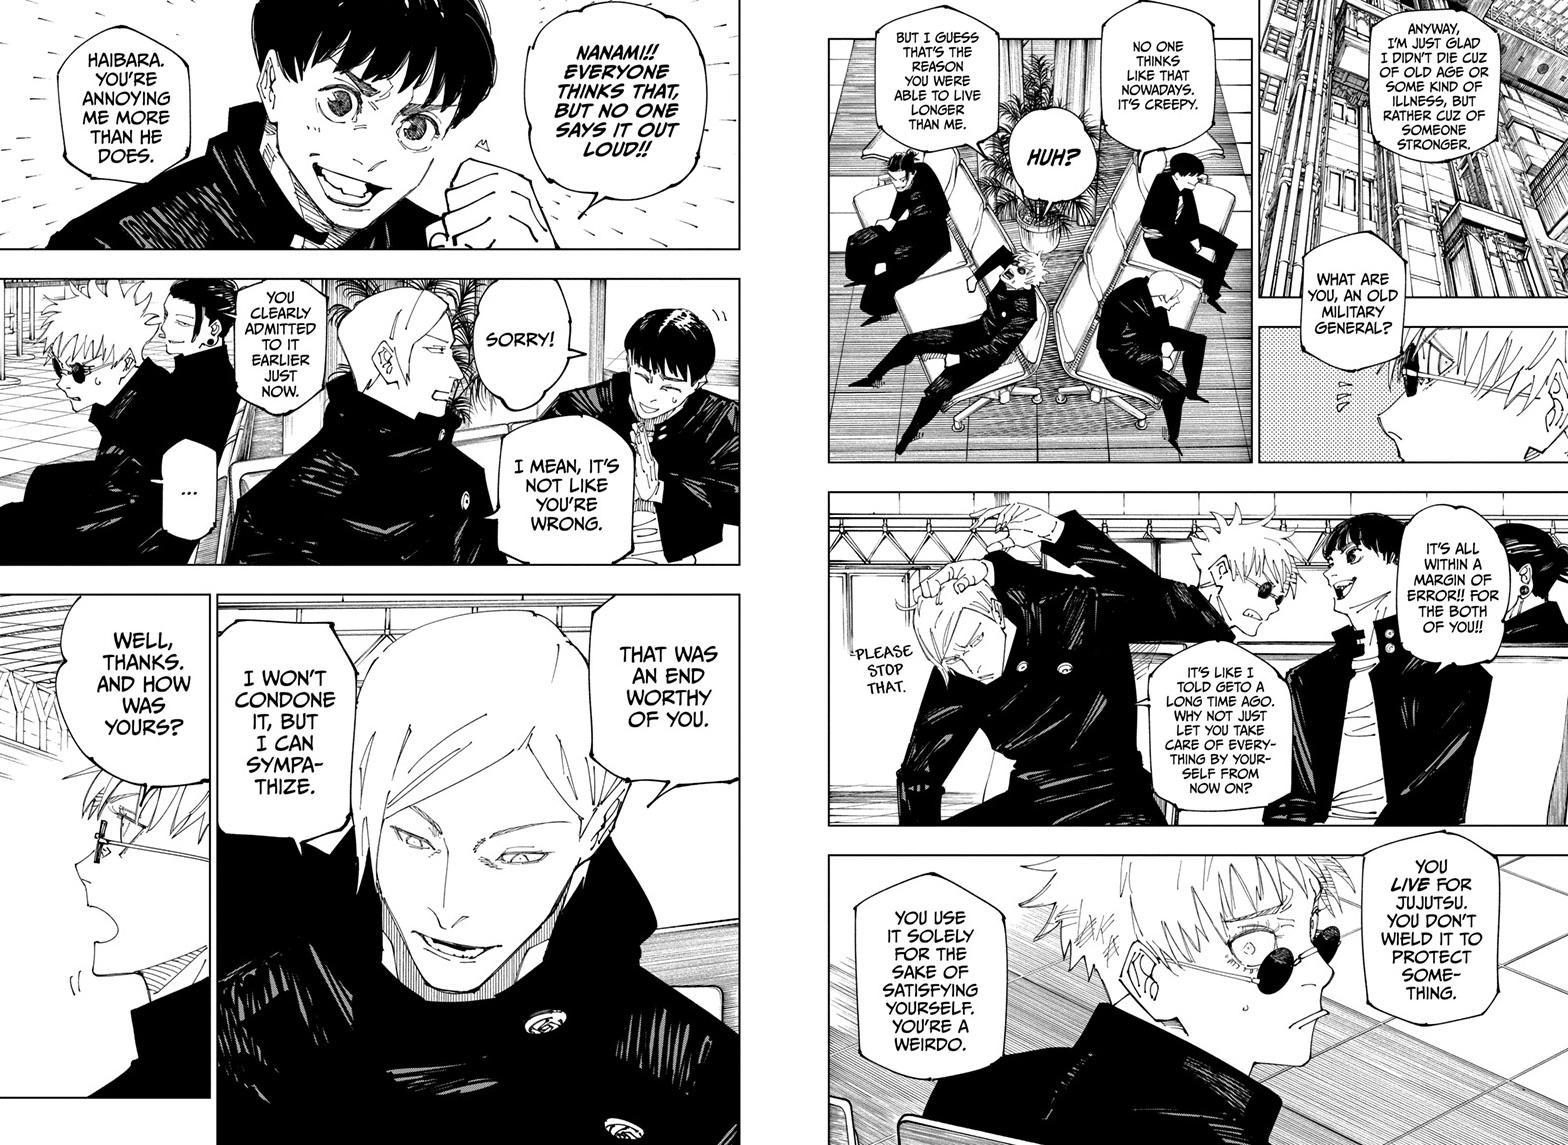 ANYWAY,
I'M JUST GLAD
I DIDN'T DIE CUZ
OF OLD AGE OR
SOME KIND OF
ILLNESS, BUT
RATHER CUZ OF
SOMEONE
STRONGER.
WHAT ARE
YOU, AN OLD
MILITARY
GENERAL?
NO ONE
THINKS
LIKE THAT
NOWADAYS.
IT'S CREEPY.
HUH?
BUT I GUESS
THAT'S THE
REASON
YOU WERE
ABLE TO LIVE
LONGER
THAN ME.
IT'S ALL
WITHIN A
MARGIN OF
ERROR!! FOR
THE BOTH
OF YOU!!
IT'S LIKE I
TOLD GETO A
LONG TIME AGO.
WHY NOT JUST
LET YOU TAKE
CARE OF EVERY-
THING BY YOUR-
SELF FROM
NOW ON?
PLEASE
STOP
THAT.
YOU
LIVE FOR
JUJUTSU.
YOU DON'T
WIELD IT TO
PROTECT
SOME-
THING.
YOU USE
IT SOLELY
FOR THE
SAKE OF
SATISFYING
YOURSELF.
YOU'RE A
WEIRDO.
NANAMI!!
EVERYONE
THINKS THAT,
BUT NO ONE
SAYS IT OUT
LOUD!!
HAIBARA.
YOU'RE
ANNOYING
ME MORE
THAN HE
DOES.
SORRY!
I MEAN, IT'S
NOT LIKE
YOU'RE
WRONG.
YOU
CLEARLY
ADMITTED
TO IT
EARLIER
JUST
NOW.
...
THAT WAS
AN END
WORTHY
OF YOU.
I WON'T
CONDONE
IT, BUT
I CAN
SYMPA-
THIZE.
WELL,
THANKS.
AND HOW
WAS
YOURS?